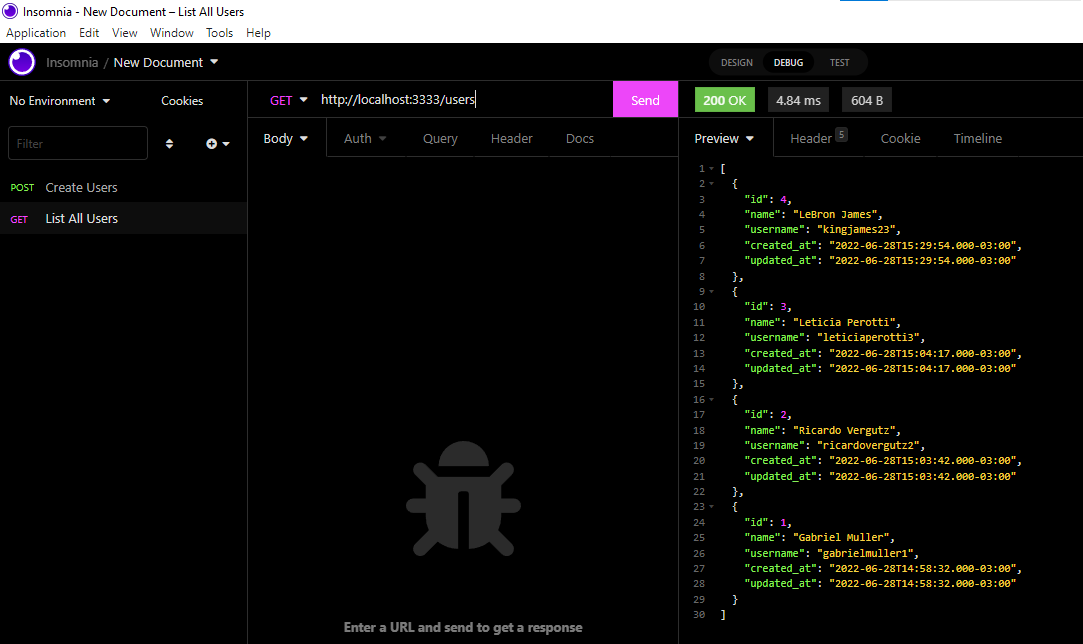 Insomnia - New Document – List All Users
Application Edit View Window Tools Help
Insomnia / New Document
DESIGN DEBUG TEST
No Environment Cookies
GET http://localhost:3333/users Send
200 OK 4.84 ms 604 B
Filter
Body Auth Query Header Docs
Preview Header 5 Cookie Timeline
POST Create Users
GET List All Users
1 [
2 {
3 "id": 4,
4 "name": "LeBron James",
5 "username": "kingjames23",
6 "created_at": "2022-06-28T15:29:54.000-03:00",
7 "updated_at": "2022-06-28T15:29:54.000-03:00"
8 },
9 {
10 "id": 3,
11 "name": "Leticia Perotti",
12 "username": "leticiaperotti3",
13 "created_at": "2022-06-28T15:04:17.000-03:00",
14 "updated_at": "2022-06-28T15:04:17.000-03:00"
15 },
16 {
17 "id": 2,
18 "name": "Ricardo Vergutz",
19 "username": "ricardovergutz2",
20 "created_at": "2022-06-28T15:03:42.000-03:00",
21 "updated_at": "2022-06-28T15:03:42.000-03:00"
22 },
23 {
24 "id": 1,
25 "name": "Gabriel Muller",
26 "username": "gabrielmuller1",
27 "created_at": "2022-06-28T14:58:32.000-03:00",
28 "updated_at": "2022-06-28T14:58:32.000-03:00"
29 }
30 ]
Enter a URL and send to get a response